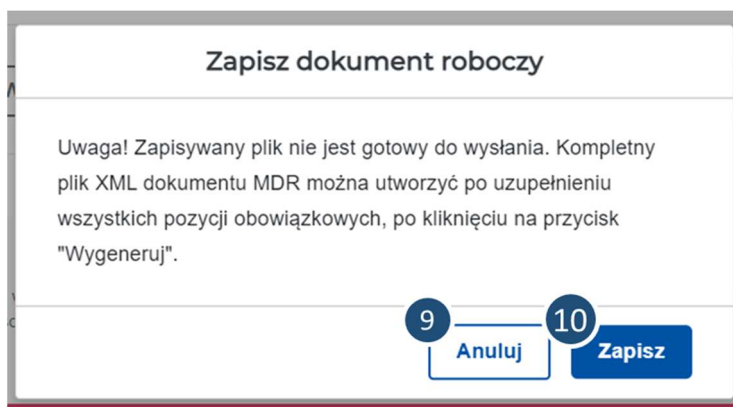 Zapisz dokument roboczy
Uwaga! Zapisywany plik nie jest gotowy do wysłania. Kompletny
plik XML dokumentu MDR można utworzyć po uzupełnieniu
wszystkich pozycji obowiązkowych, po kliknięciu na przycisk
"Wygeneruj".
9 10
Anuluj Zapisz